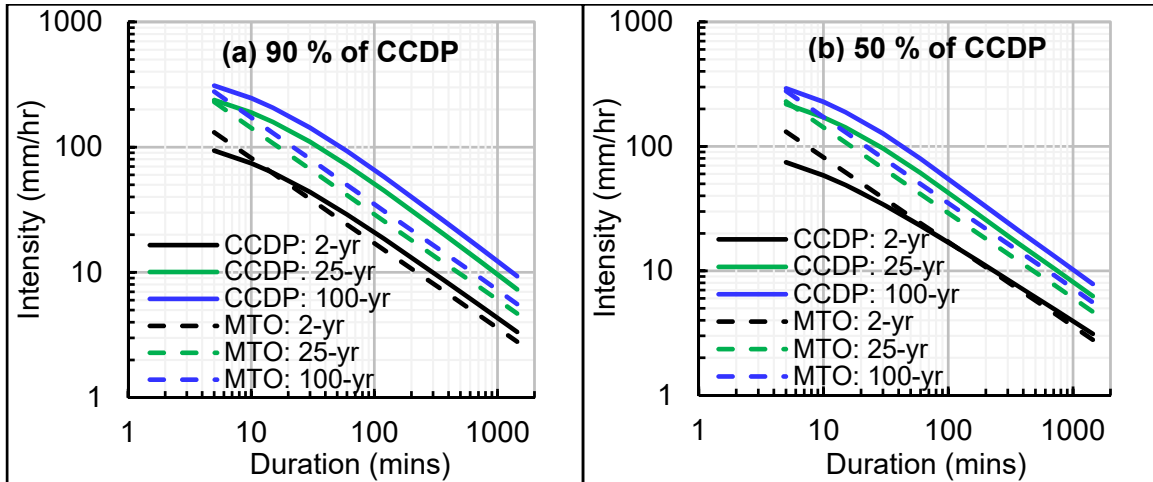 (a) 90 % of CCDP
Intensity (mm/hr)
1000
100
10
1
CCDP: 2-yr
CCDP: 25-yr
CCDP: 100-yr
MTO: 2-yr
MTO: 25-yr
MTO: 100-yr
1 10 100 1000
Duration (mins)
(b) 50 % of CCDP
Intensity (mm/hr)
1000
100
10
1
CCDP: 2-yr
CCDP: 25-yr
CCDP: 100-yr
MTO: 2-yr
MTO: 25-yr
MTO: 100-yr
1 10 100 1000
Duration (mins)